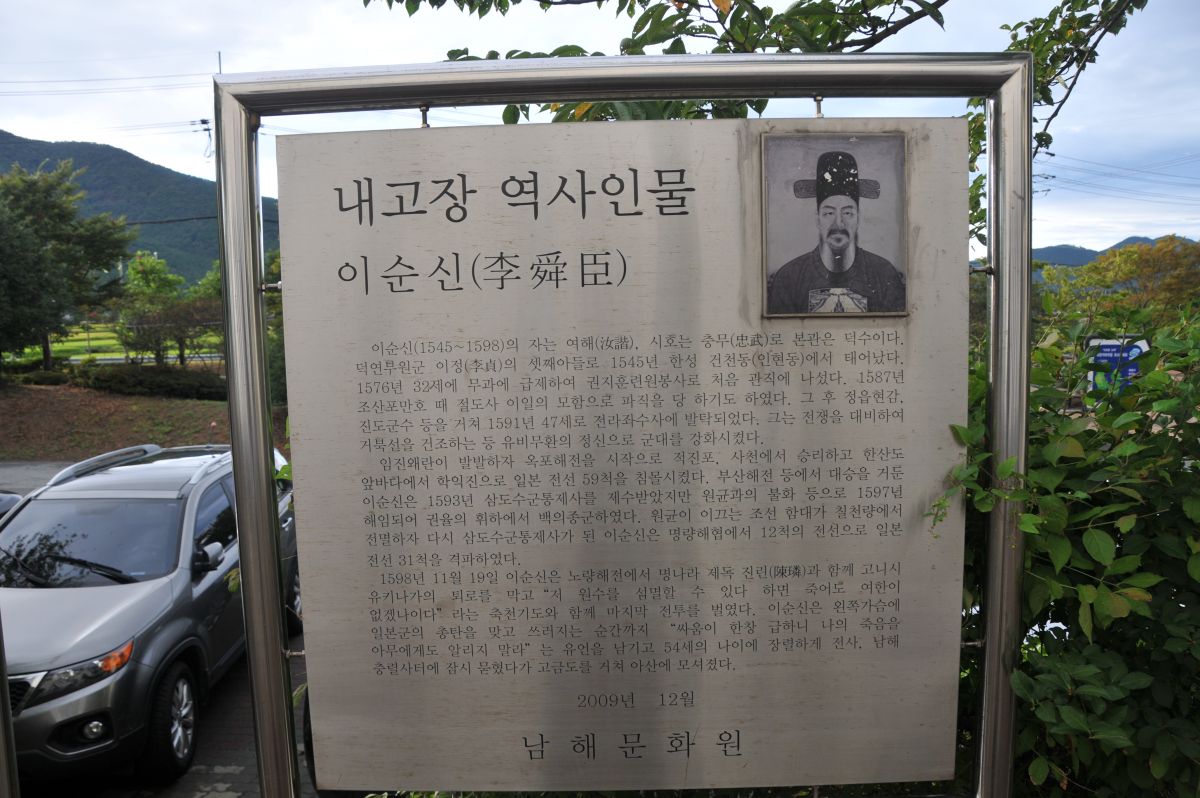 내고장 역사인물
이순신(李舜臣)
이순신(1545~1598)의 자는 여해(汝諧), 시호는 충무(忠武)로 본관은 덕수이다.
덕연부원군 이정(李貞)의 셋째아들로 1545년 한성 건천동(인현동)에서 태어났다.
1576년 32세에 무과에 급제하여 권지훈련원봉사로 처음 관직에 나섰다. 1587년
조산포만호 때 절도사 이일의 모함으로 파직을 당 하기도 하였다. 그 후 정읍현감,
진도군수 등을 거쳐 1591년 47세로 전라좌수사에 발탁되었다. 그는 전쟁을 대비하여
거북선을 건조하는 등 유비무환의 정신으로 군대를 강화시켰다.
임진왜란이 발발하자 옥포해전을 시작으로 적진포, 사천에서 승리하고 한산도
앞바다에서 학익진으로 일본 전선 59척을 침몰시켰다. 부산해전 등에서 대승을 거둔
이순신은 1593년 삼도수군통제사를 제수받았지만 원균과의 불화 등으로 1597년
해임되어 권율의 휘하에서 백의종군하였다. 원균이 이끄는 조선 함대가 칠천량에서
전멸하자 다시 삼도수군통제사가 된 이순신은 명량해협에서 12척의 전선으로 일본
전선 31척을 격파하였다.
1598년 11월 19일 이순신은 노량해전에서 명나라 제독 진린(陳璘)과 함께 고니시
유키나가의 퇴로를 막고 “저 원수를 섬멸할 수 있다 하면 죽어도 여한이
없겠나이다” 라는 축천기도와 함께 마지막 전투를 벌였다. 이순신은 왼쪽가슴에
일본군의 총탄을 맞고 쓰러지는 순간까지 “싸움이 한창 급하니 나의 죽음을
아무에게도 알리지 말라” 는 유언을 남기고 54세의 나이에 장렬하게 전사, 남해
충렬사터에 잠시 묻혔다가 고금도를 거쳐 아산에 모셔졌다.
2009년 12월
남해문화원